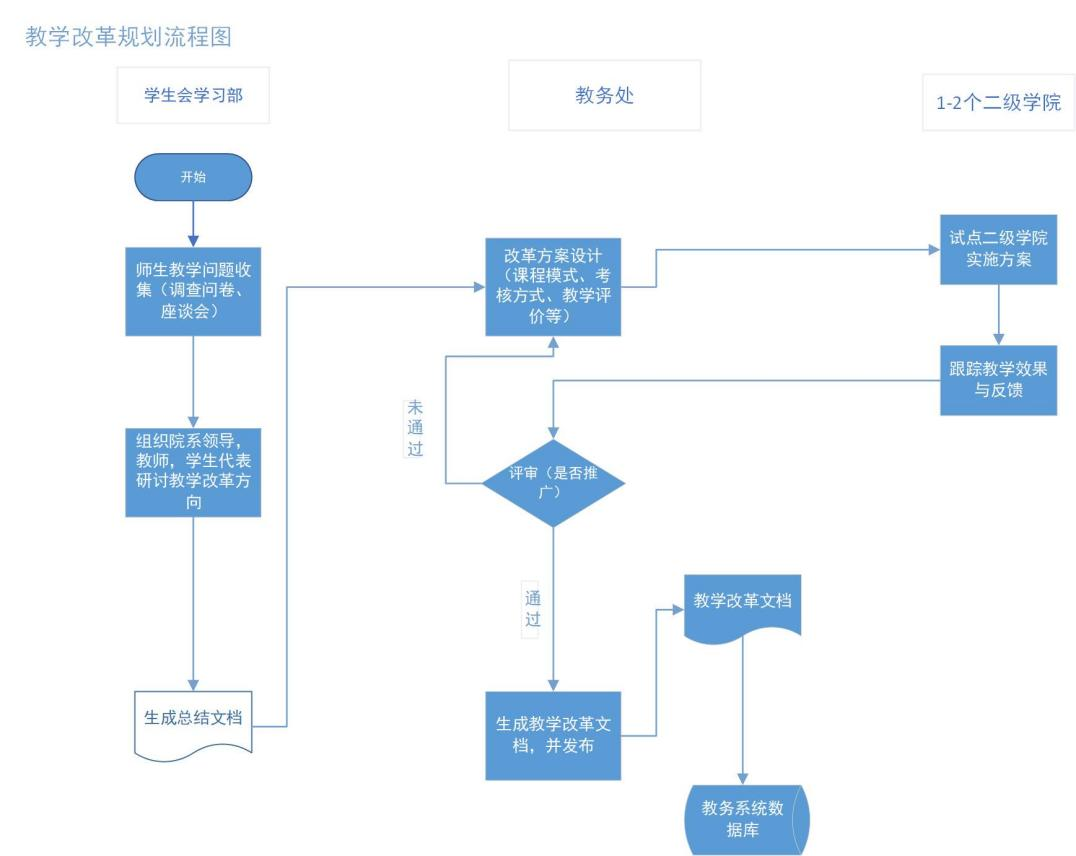 教学改革规划流程图
学生会学习部
教务处
1-2个二级学院
开始
师生教学问题收
集（调查问卷、
座谈会）
组织院系领导，
教师，学生代表
研讨教学改革方
向
生成总结文档
改革方案设计
（课程模式、考
核方式、教学评
价等）
未
通
过
评审（是否推
广）
通
过
生成教学改革文
档，并发布
教学改革文档
教务系统数
据库
试点二级学院
实施方案
跟踪教学效果
与反馈